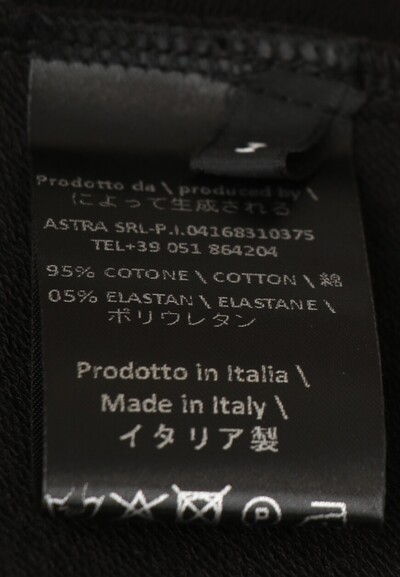 Prodotto da \ produced by \
によって生成される
ASTRA SRL-P.I.04168310375
TEL+39 051 864204
95% COTONE \ COTTON \ 綿
05% ELASTAN \ ELASTANE \
ポリウレタン
Prodotto in Italia \
Made in Italy \
イタリア製
P